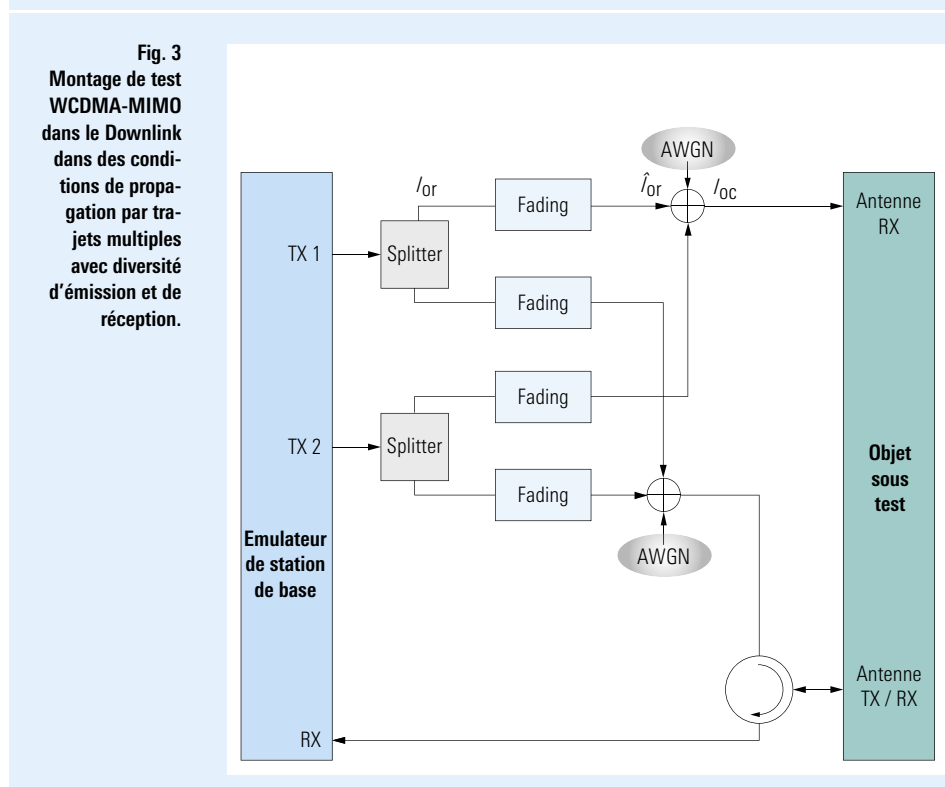 Fig. 3
Montage de test
WCDMA-MIMO
dans le Downlink
dans des condi-
tions de propa-
gation par tra-
jets multiples
avec diversité
d'émission et de
réception.
AWGN
Ior
Fading
Îor
Ioc
Antenne
RX
TX 1
Splitter
Fading
Fading
TX 2
Splitter
Objet
sous
test
Fading
Emulateur
de station
de base
AWGN
Antenne
TX / RX
RX